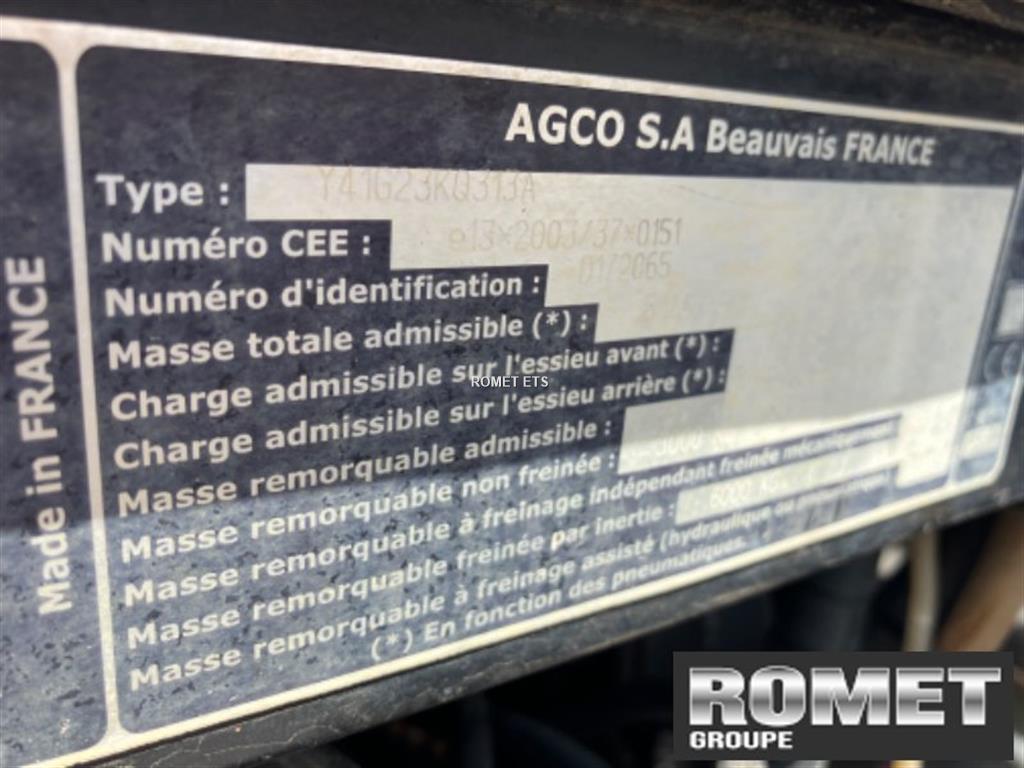 AGCO S.A Beauvais FRANCE
Made in FRANCE
Type : Y41G23KQ313A
Numéro CEE : e13*2003/37*0151
Numéro d'identification :
Masse totale admissible (*) :
Charge admissible sur l'essieu avant (*) :
Charge admissible sur l'essieu arrière (*) :
Masse remorquable admissible :
Masse remorquable non freinée :
Masse remorquable à freinage indépendant freinée mécaniquement
Masse remorquable freinée par inertie : 6000
Masse remorquable à freinage assisté (hydraulique ou pneumatique)
(*) En fonction des pneumatiques.
ROMET ETS
ROMET
GROUPE